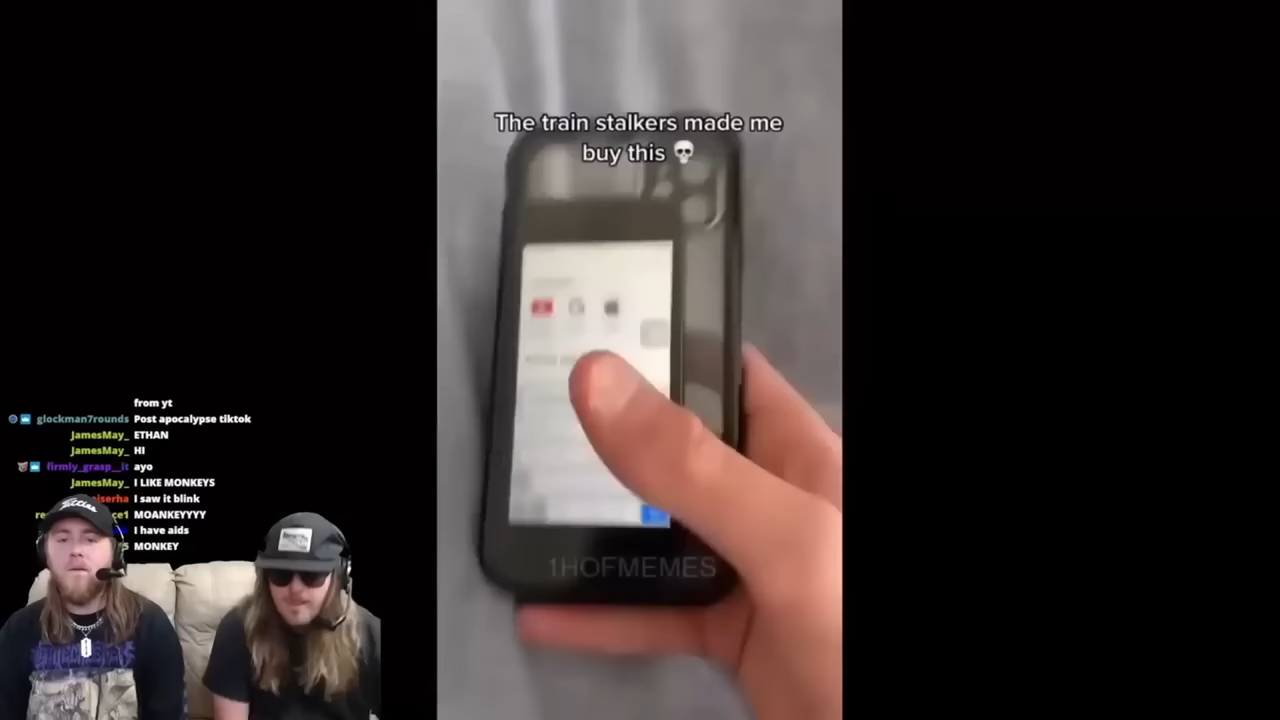 The train stalkers made me
buy this 💀
1HOFMEMES
from yt
glockman7rounds Post apocalypse tiktok
JamesMay_ ETHAN
JamesMay_ HI
firmly_grasp__it ayo
JamesMay_ I LIKE MONKEYS
I saw it blink
MOANKEYYYY
I have aids
MONKEY